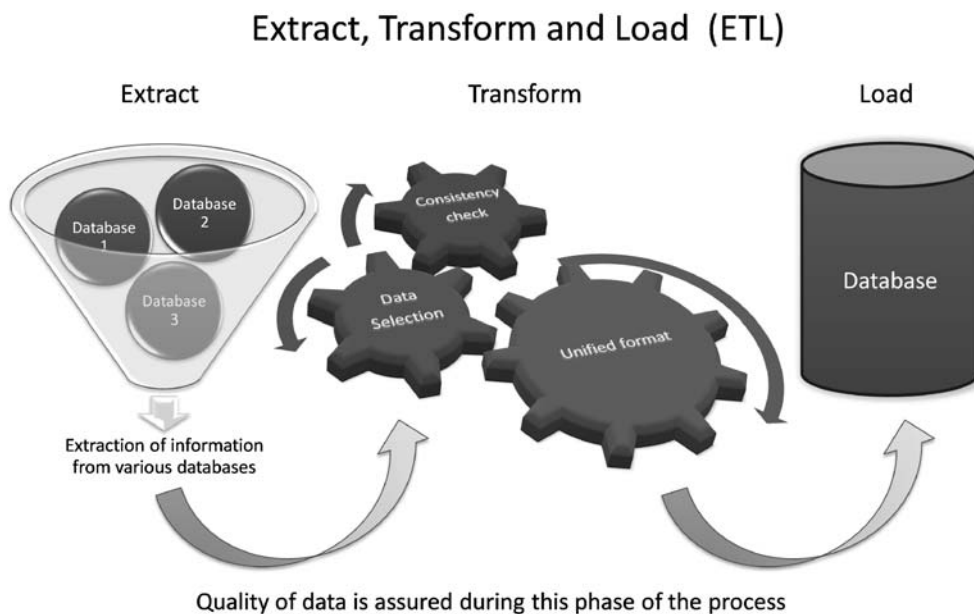 Extract, Transform and Load (ETL)
Extract
Transform
Load
Database
1
Database
2
Database
3
Consistency
check
Data
Selection
Unified format
Database
Extraction of information
from various databases
Quality of data is assured during this phase of the process